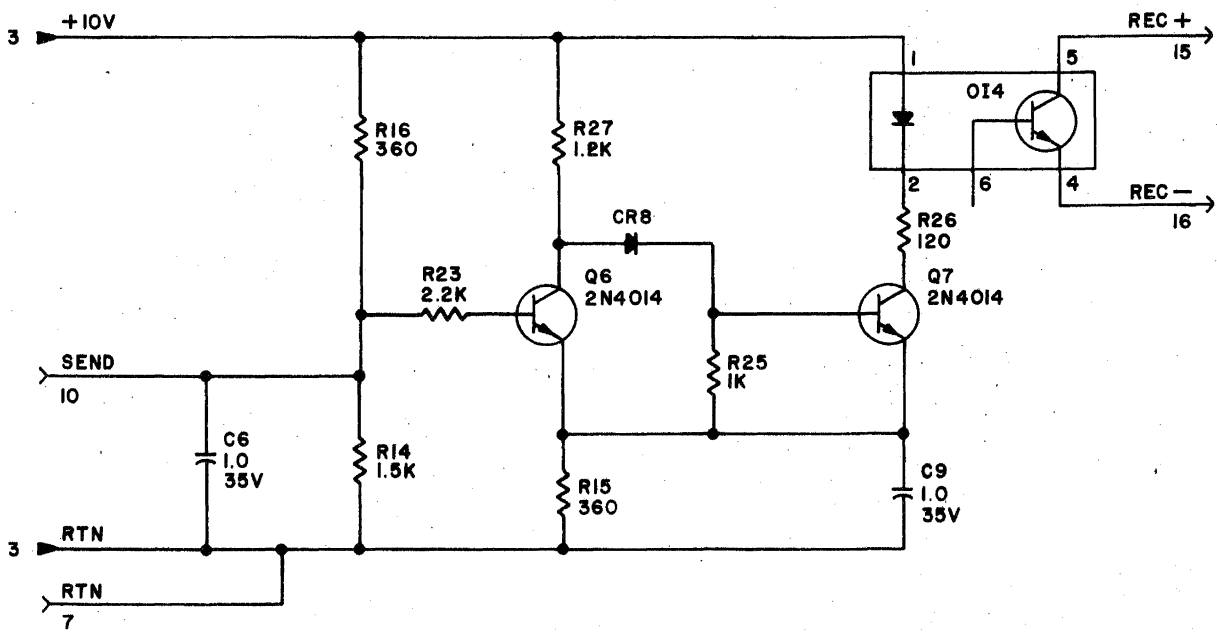 +10V
3
REC+
15
1
5
OI4
R16
360
R27
1.2K
2
6
4
REC-
16
CR8
R26
120
R23
2.2K
Q6
2N4014
Q7
2N4014
SEND
10
R25
1K
C6
1.0
35V
R14
1.5K
R15
360
C9
1.0
35V
3
RTN
RTN
7